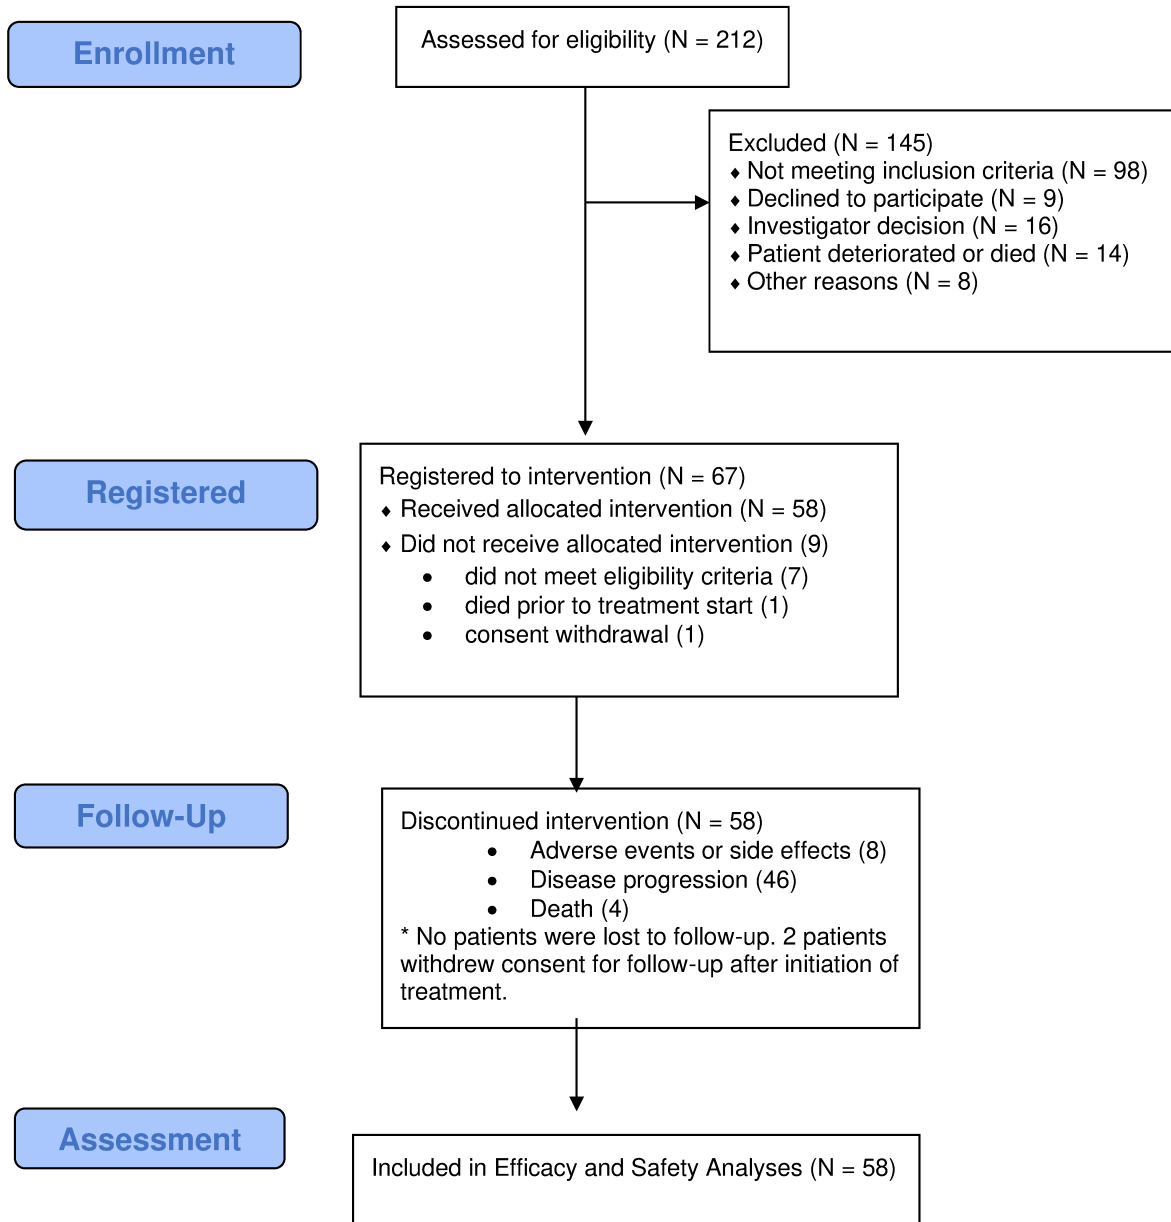 Enrollment
Assessed for eligibility (N = 212)
Excluded (N = 145)
♦ Not meeting inclusion criteria (N = 98)
♦ Declined to participate (N = 9)
♦ Investigator decision (N = 16)
♦ Patient deteriorated or died (N = 14)
♦ Other reasons (N = 8)
Registered
Registered to intervention (N = 67)
♦ Received allocated intervention (N = 58)
♦ Did not receive allocated intervention (9)
• did not meet eligibility criteria (7)
• died prior to treatment start (1)
• consent withdrawal (1)
Follow-Up
Discontinued intervention (N = 58)
• Adverse events or side effects (8)
• Disease progression (46)
• Death (4)
* No patients were lost to follow-up. 2 patients
withdrew consent for follow-up after initiation of
treatment.
Assessment
Included in Efficacy and Safety Analyses (N = 58)